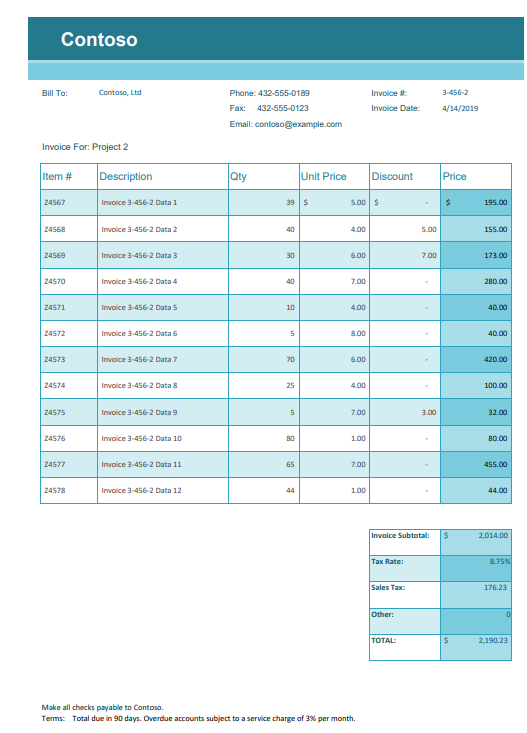 Contoso
Bill To: Contoso, Ltd Phone: 432-555-0189 Invoice #: 3-456-2
Fax: 432-555-0123 Invoice Date: 4/14/2019
Email: contoso@example.com
Invoice For: Project 2
Item # Description Qty Unit Price Discount Price
Z4567 Invoice 3-456-2 Data 1 39 $ 5.00 $ - $ 195.00
Z4568 Invoice 3-456-2 Data 2 40 4.00 5.00 155.00
Z4569 Invoice 3-456-2 Data 3 30 6.00 7.00 173.00
Z4570 Invoice 3-456-2 Data 4 40 7.00 - 280.00
Z4571 Invoice 3-456-2 Data 5 10 4.00 - 40.00
Z4572 Invoice 3-456-2 Data 6 5 8.00 - 40.00
Z4573 Invoice 3-456-2 Data 7 70 6.00 - 420.00
Z4574 Invoice 3-456-2 Data 8 25 4.00 - 100.00
Z4575 Invoice 3-456-2 Data 9 5 7.00 3.00 32.00
Z4576 Invoice 3-456-2 Data 10 80 1.00 - 80.00
Z4577 Invoice 3-456-2 Data 11 65 7.00 - 455.00
Z4578 Invoice 3-456-2 Data 12 44 1.00 - 44.00
Invoice Subtotal: $ 2,014.00
Tax Rate: 8.75%
Sales Tax: 176.23
Other: 0
TOTAL: $ 2,190.23
Make all checks payable to Contoso.
Terms: Total due in 90 days. Overdue accounts subject to a service charge of 3% per month.